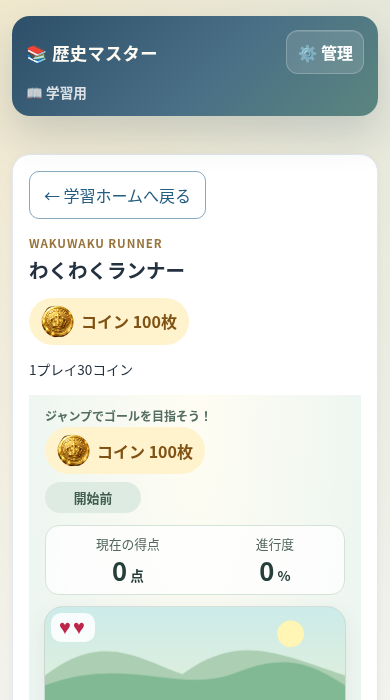 📚 歴史マスター
⚙️ 管理
📖 学習用
← 学習ホームへ戻る
WAKUWAKU RUNNER
わくわくランナー
コイン 100枚
1プレイ30コイン
ジャンプでゴールを目指そう！
コイン 100枚
開始前
現在の得点
進行度
0 点
0 %
♥♥